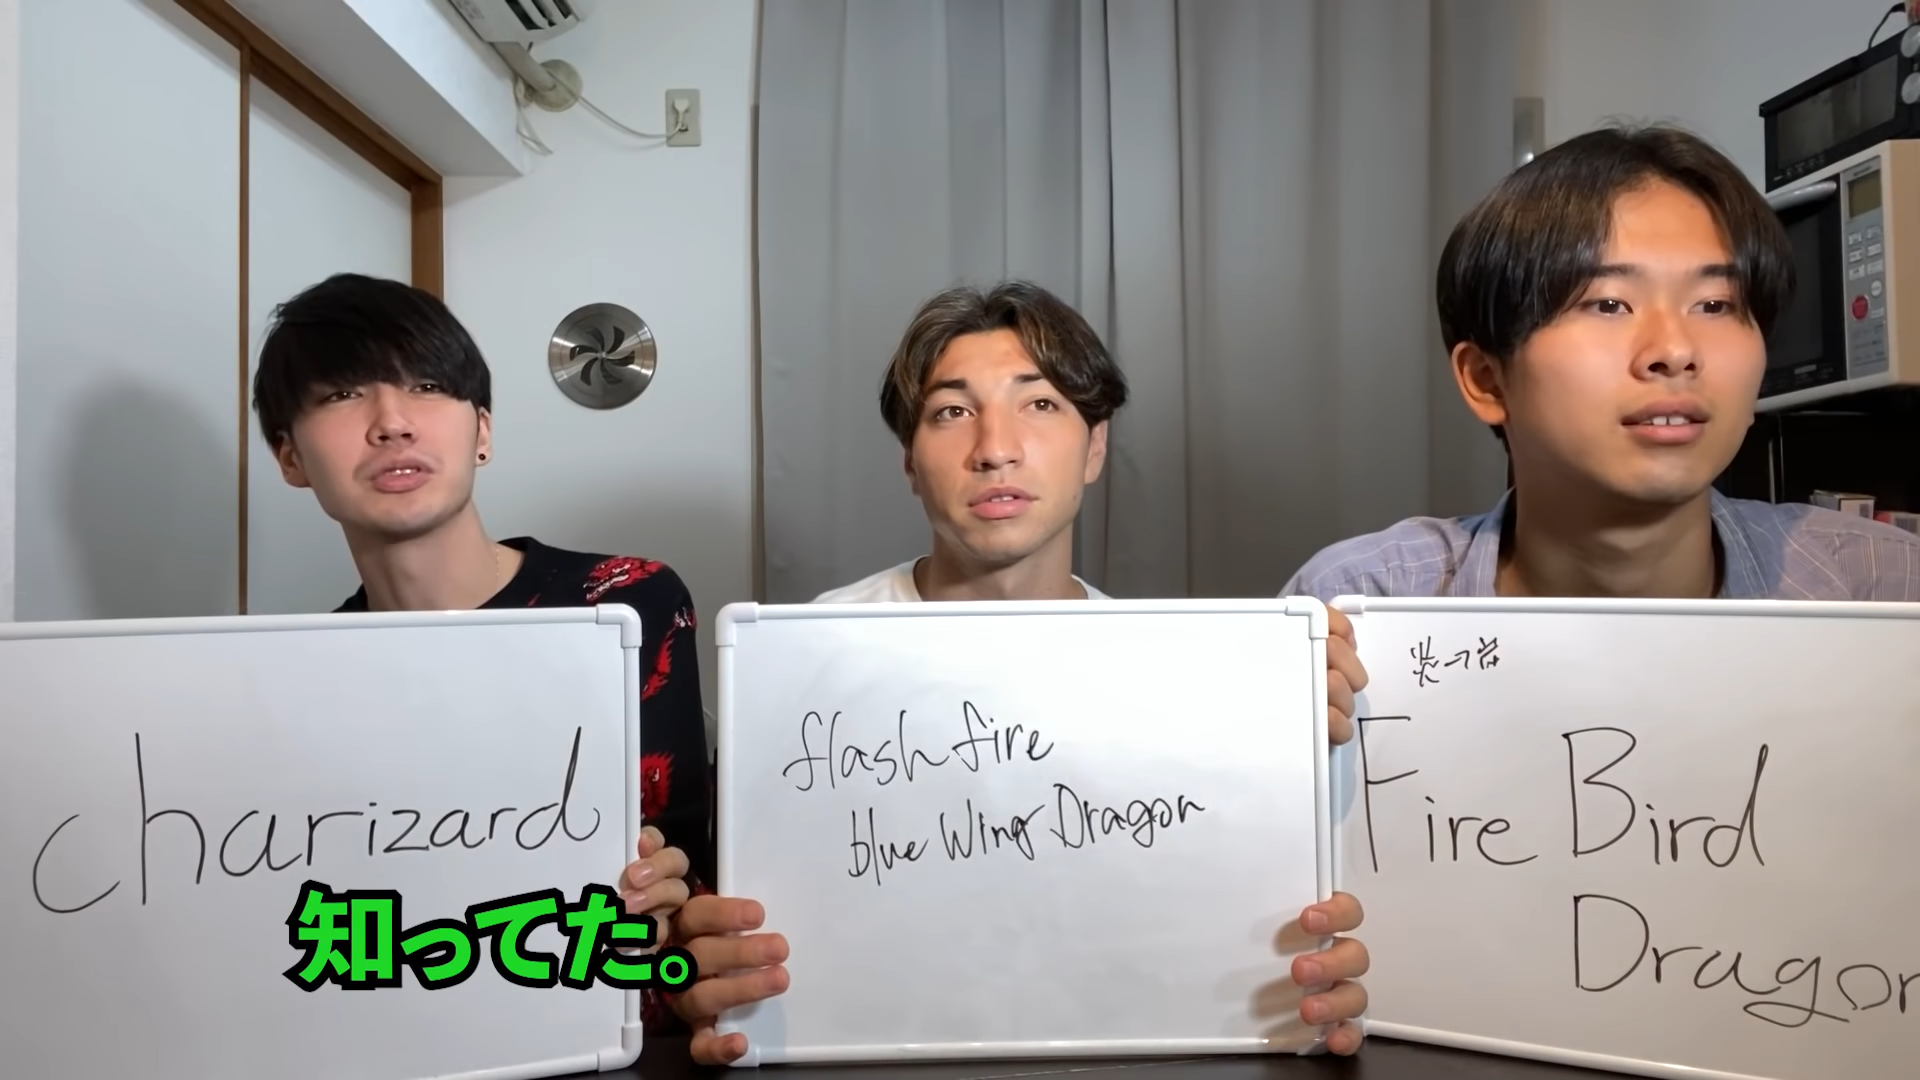 charizard
知ってた。
flash fire
blue Wing Dragon
Fire Bird
Dragon